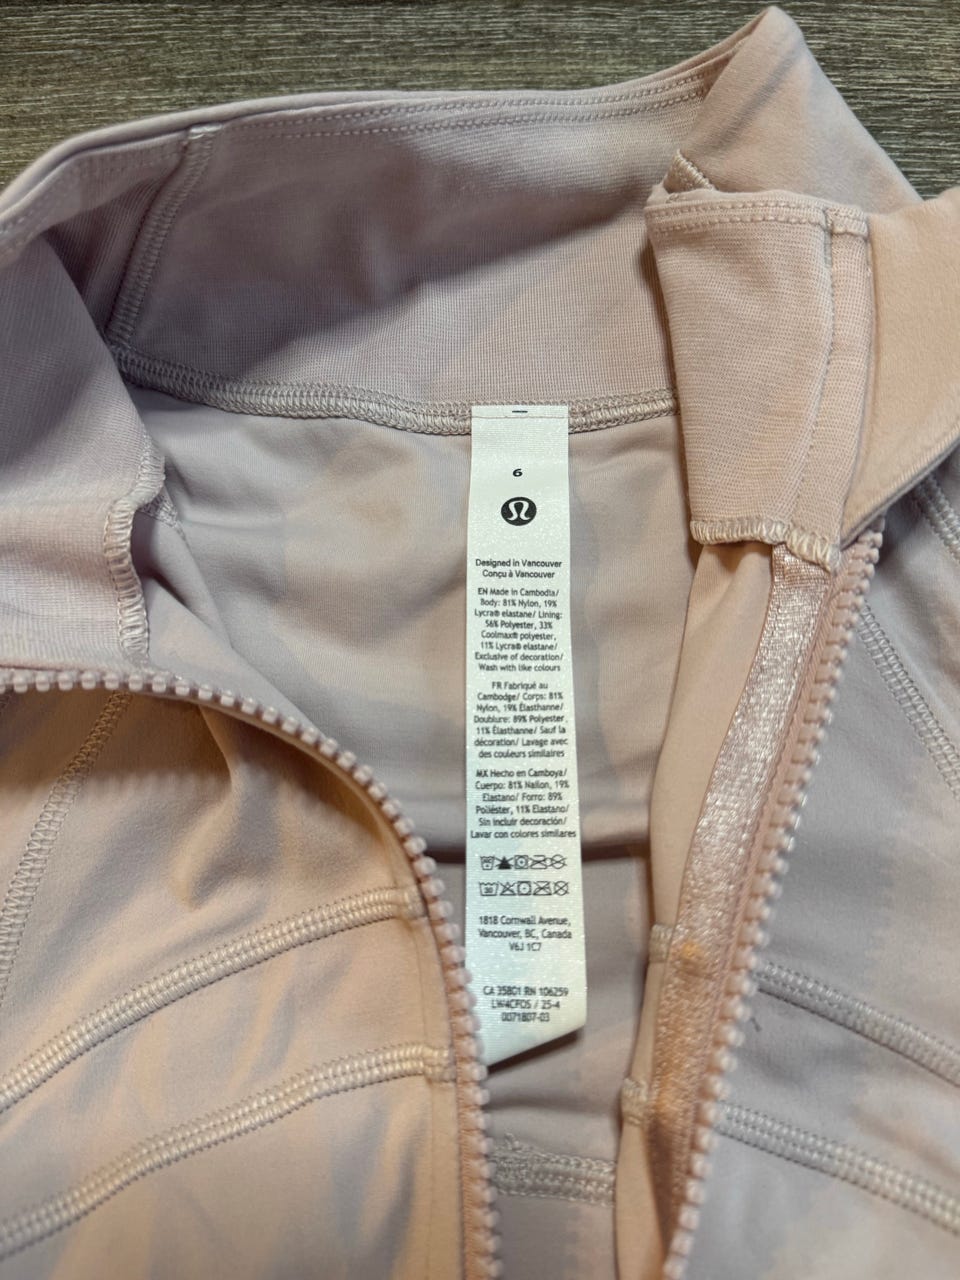 6
Designed in Vancouver
Conçu à Vancouver
EN Made in Cambodia/
Body: 81% Nylon, 19%
Lycra® elastane/ Lining:
56% Polyester, 33%
Coolmax® polyester,
11% Lycra® elastane/
Exclusive of decoration/
Wash with like colours
FR Fabriqué au
Cambodge/ Corps: 81%
Nylon, 19% Élasthanne/
Doublure: 89% Polyester,
11% Élasthanne/ Sauf la
décoration/ Lavage avec
des couleurs similaires
MX Hecho en Camboya/
Cuerpo: 81% Nailon, 19%
Elastano/ Forro: 89%
Poliéster, 11% Elastano/
Sin incluir decoración/
Lavar con colores similares
30
1818 Cornwall Avenue,
Vancouver, BC, Canada
V6J 1C7
CA 35801 RN 106259
LW4CFDS / 25-4
0071807-03